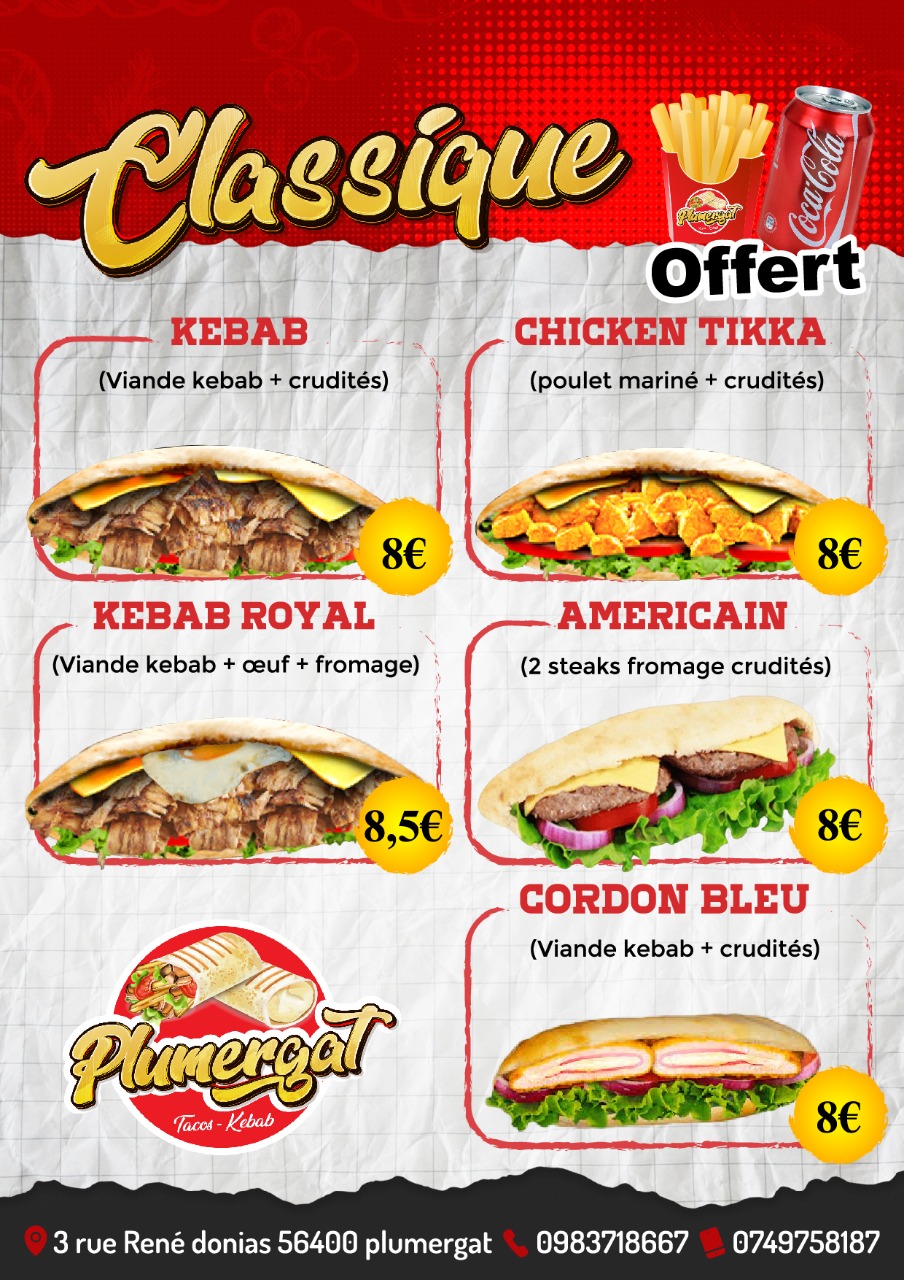 Classique
Plumergat
Coca-Cola
Offert
KEBAB
(Viande kebab + crudités)
8€
CHICKEN TIKKA
(poulet mariné + crudités)
8€
KEBAB ROYAL
(Viande kebab + œuf + fromage)
8,5€
AMERICAIN
(2 steaks fromage crudités)
8€
CORDON BLEU
(Viande kebab + crudités)
8€
Plumergat
Tacos - Kebab
3 rue René donias 56400 plumergat 0983718667 0749758187